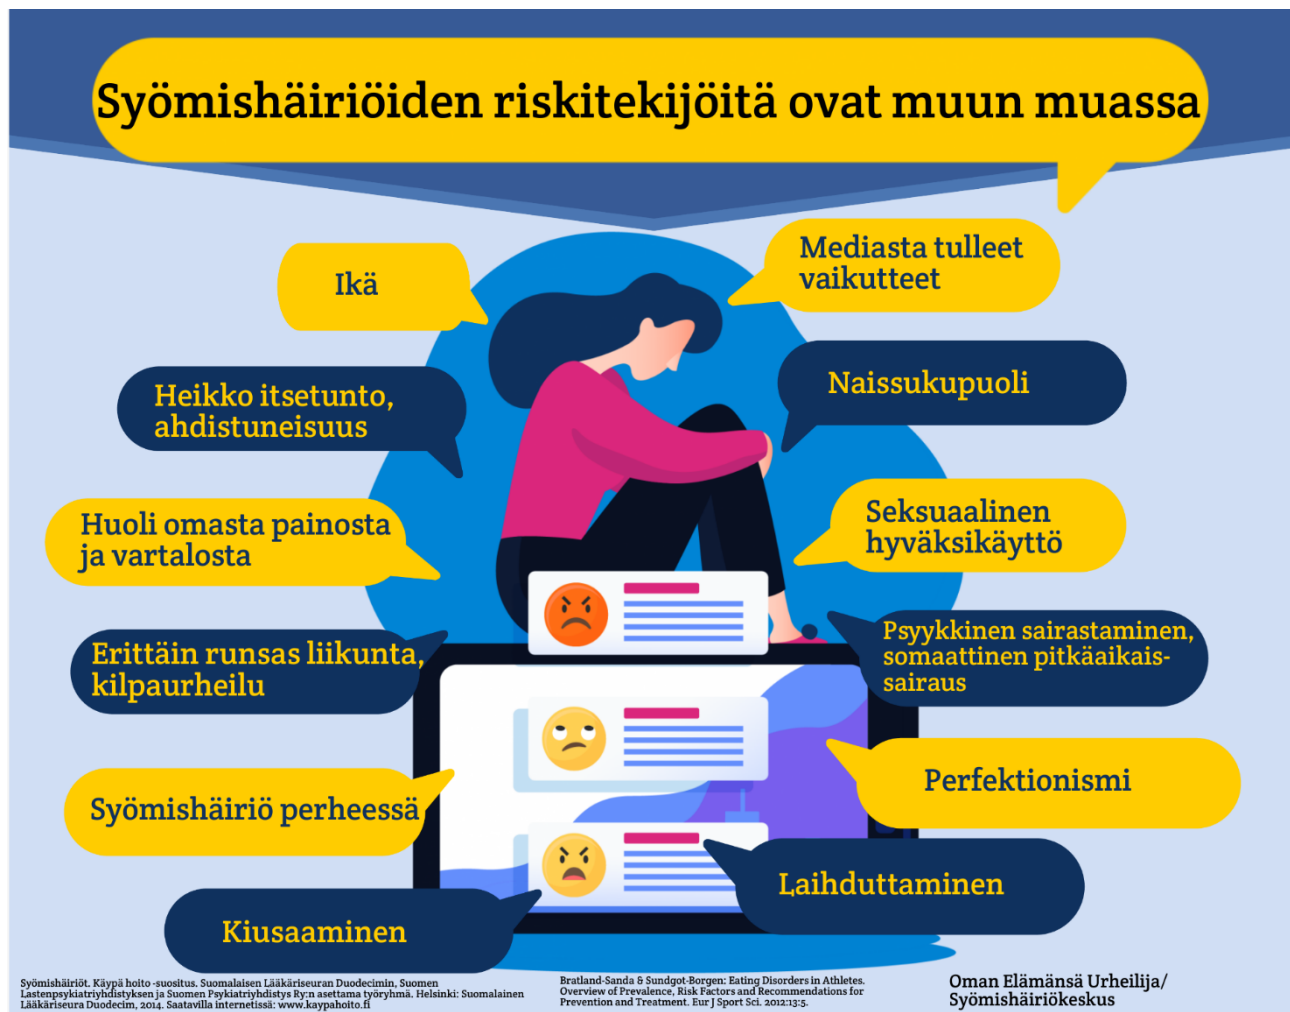 Syömishäiriöiden riskitekijöitä ovat muun muassa
Ikä
Mediasta tulleet
vaikutteet
Heikko itsetunto,
ahdistuneisuus
Naissukupuoli
Huoli omasta painosta
ja vartalosta
Seksuaalinen
hyväksikäyttö
Erittäin runsas liikunta,
kilpaurheilu
Psyykkinen sairastaminen,
somaattinen pitkäaikais-
sairaus
Syömishäiriö perheessä
Perfektionismi
Kiusaaminen
Laihduttaminen
Syömishäiriöt. Käypä hoito -suositus. Suomalaisen Lääkäriseuran Duodecimin, Suomen
Lastenpsykiatriyhdistyksen ja Suomen Psykiatriyhdistys Ry:n asettama työryhmä. Helsinki: Suomalainen
Lääkäriseura Duodecim, 2014. Saatavilla internetissä: www.kaypahoito.fi
Bratland-Sanda & Sundgot-Borgen: Eating Disorders in Athletes.
Overview of Prevalence, Risk Factors and Recommendations for
Prevention and Treatment. Eur J Sport Sci. 2012:13:5.
Oman Elämänsä Urheilija/
Syömishäiriökeskus